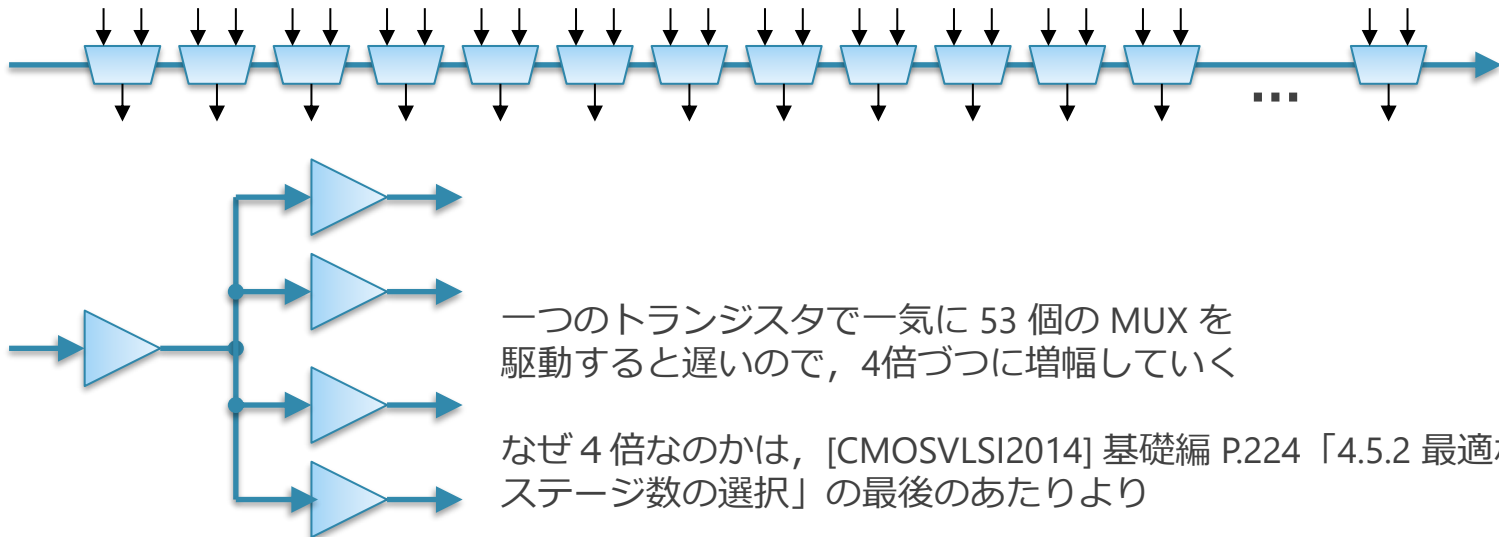 ...
一つのトランジスタで一気に 53 個の MUX を
駆動すると遅いので，4倍づつに増幅していく
なぜ４倍なのかは，[CMOSVLSI2014] 基礎編 P.224「4.5.2 最適な
ステージ数の選択」の最後のあたりより